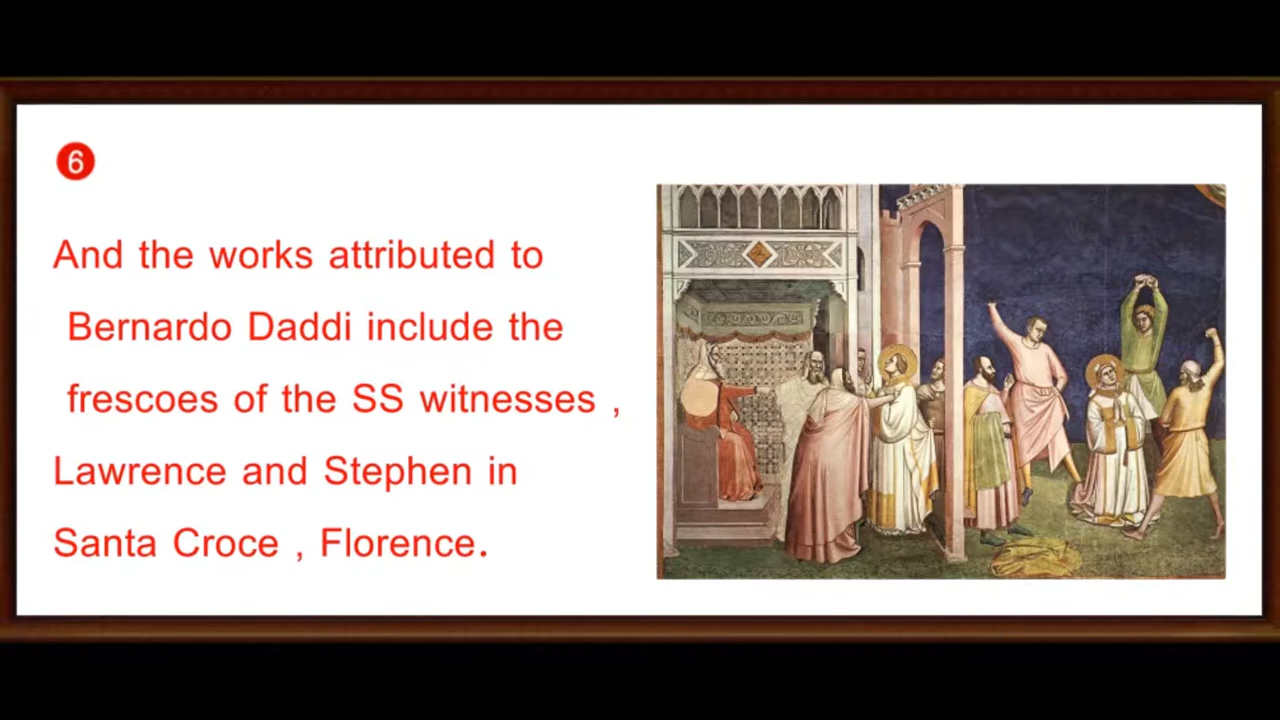 6
And the works attributed to
Bernardo Daddi include the
frescoes of the SS witnesses ,
Lawrence and Stephen in
Santa Croce , Florence.